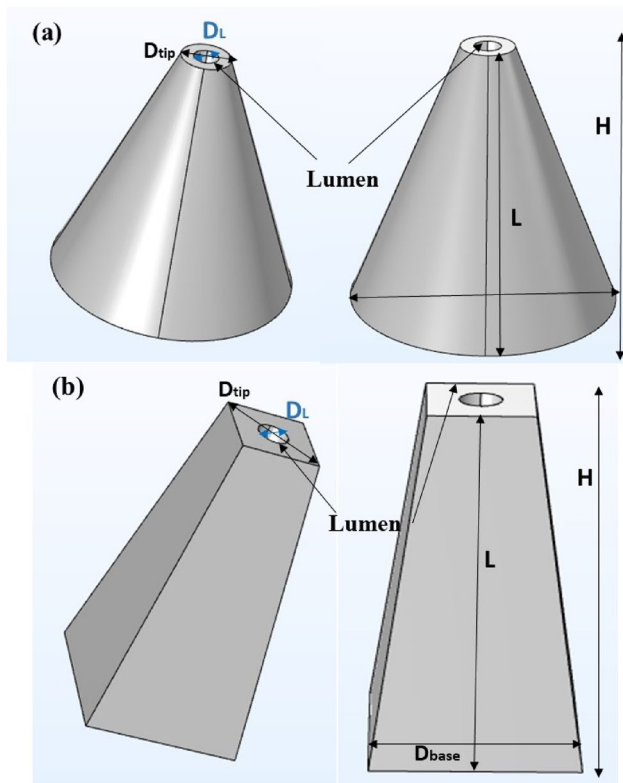 (a)
DL
Dtip
H
Lumen
L
(b)
Dtip
DL
H
Lumen
L
Dbase